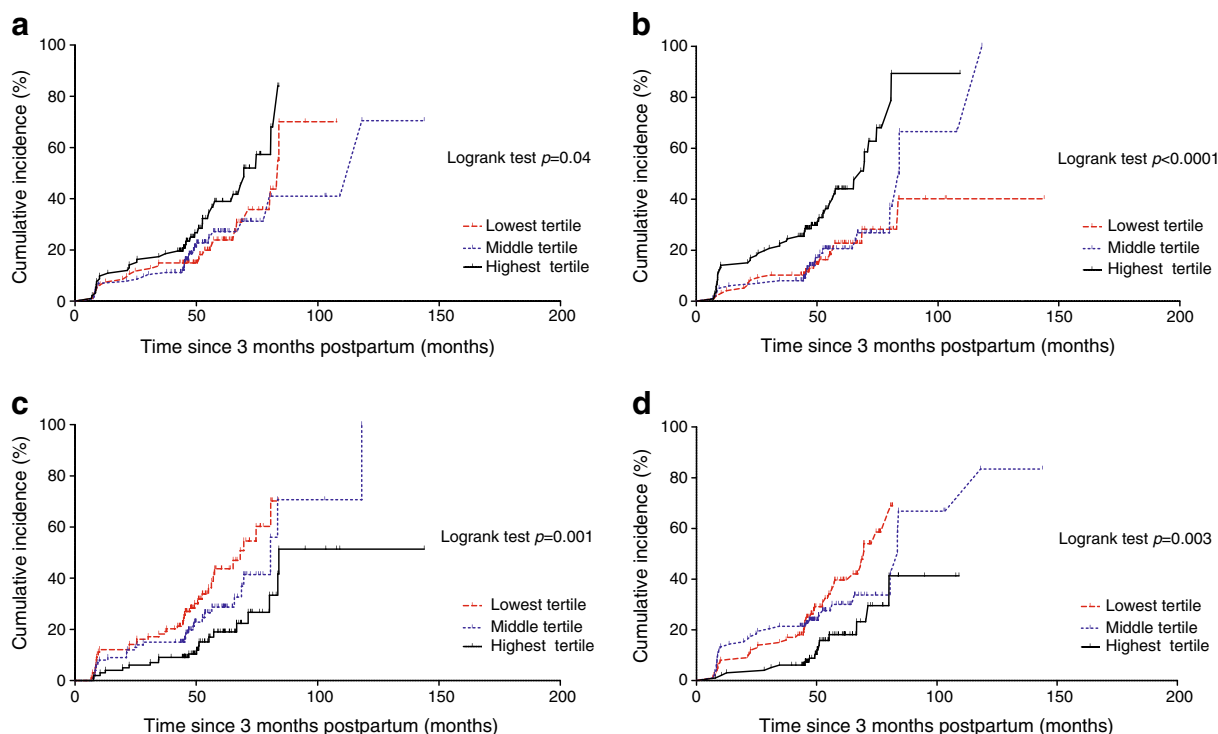 a
100
80
60
40
20
0
Cumulative incidence (%)
Logrank test p=0.04
Lowest tertile
Middle tertile
Highest tertile
0 50 100 150 200
Time since 3 months postpartum (months)
b
100
80
60
40
20
0
Cumulative incidence (%)
Logrank test p<0.0001
Lowest tertile
Middle tertile
Highest tertile
0 50 100 150 200
Time since 3 months postpartum (months)
c
100
80
60
40
20
0
Cumulative incidence (%)
Logrank test p=0.001
Lowest tertile
Middle tertile
Highest tertile
0 50 100 150 200
Time since 3 months postpartum (months)
d
100
80
60
40
20
0
Cumulative incidence (%)
Logrank test p=0.003
Lowest tertile
Middle tertile
Highest tertile
0 50 100 150 200
Time since 3 months postpartum (months)